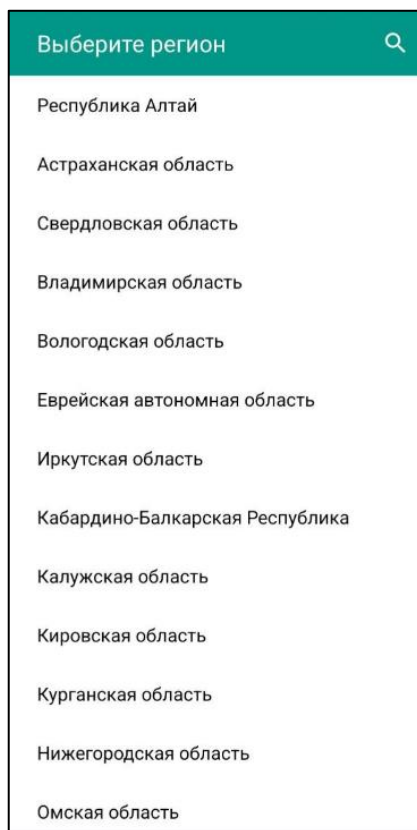 Выберите регион
Республика Алтай
Астраханская область
Свердловская область
Владимирская область
Вологодская область
Еврейская автономная область
Иркутская область
Кабардино-Балкарская Республика
Калужская область
Кировская область
Курганская область
Нижегородская область
Омская область